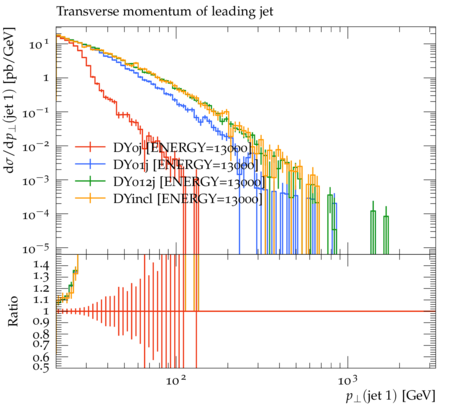 Transverse momentum of leading jet
dσ/dp⊥(jet 1) [pb/GeV]
10¹
1
10⁻¹
10⁻²
10⁻³
10⁻⁴
10⁻⁵
DY0j [ENERGY=13000]
DY01j [ENERGY=13000]
DY012j [ENERGY=13000]
DYincl [ENERGY=13000]
Ratio
1.4
1.3
1.2
1.1
1
0.9
0.8
0.7
0.6
0.5
10² 10³
p⊥(jet 1) [GeV]